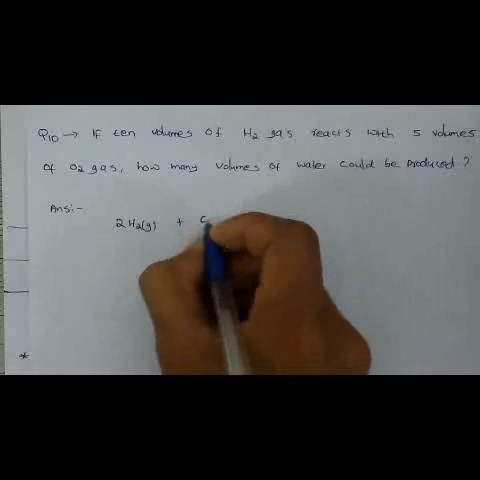 Q10 → If ten volumes of H2 gas reacts with 5 volumes
of O2 gas, how many volumes of water could be produced?
Ans:-
2H2(g) +
*